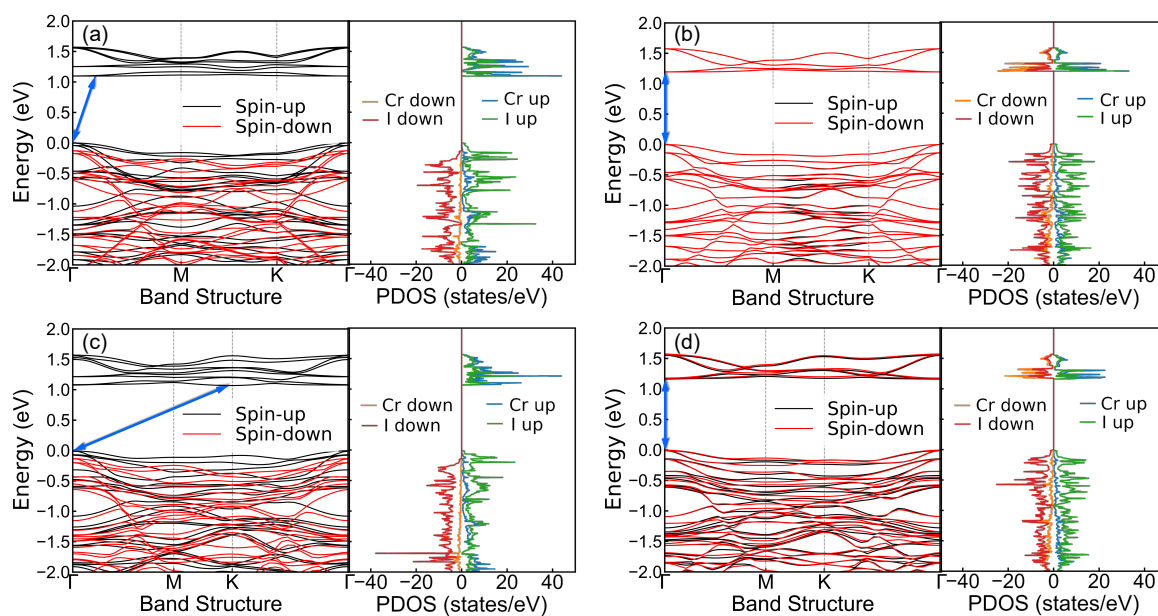 (a)
2.0
1.5
1.0
0.5
0.0
−0.5
−1.0
−1.5
−2.0
Energy (eV)
Spin-up
Spin-down
Γ M K Γ
Band Structure
Cr down Cr up
I down I up
−40 −20 0 20 40
PDOS (states/eV)
(b)
2.0
1.5
1.0
0.5
0.0
−0.5
−1.0
−1.5
−2.0
Energy (eV)
Spin-up
Spin-down
Γ M K Γ
Band Structure
Cr down Cr up
I down I up
−40 −20 0 20 40
PDOS (states/eV)
(c)
2.0
1.5
1.0
0.5
0.0
−0.5
−1.0
−1.5
−2.0
Energy (eV)
Spin-up
Spin-down
Γ M K Γ
Band Structure
Cr down Cr up
I down I up
−40 −20 0 20 40
PDOS (states/eV)
(d)
2.0
1.5
1.0
0.5
0.0
−0.5
−1.0
−1.5
−2.0
Energy (eV)
Spin-up
Spin-down
Γ M K Γ
Band Structure
Cr down Cr up
I down I up
−40 −20 0 20 40
PDOS (states/eV)